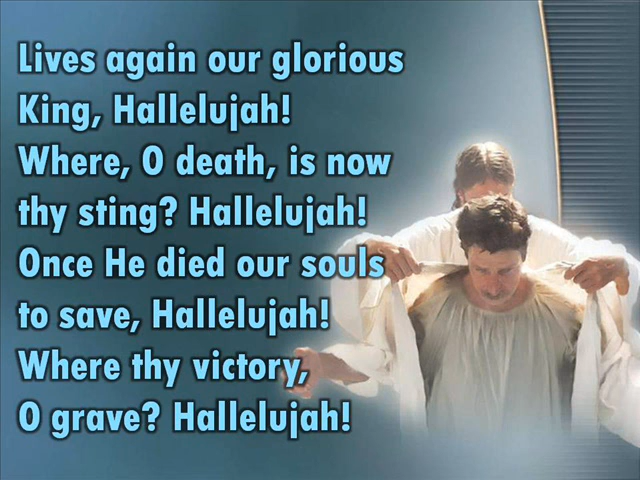 Lives again our glorious
King, Hallelujah!
Where, O death, is now
thy sting? Hallelujah!
Once He died our souls
to save, Hallelujah!
Where thy victory,
O grave? Hallelujah!